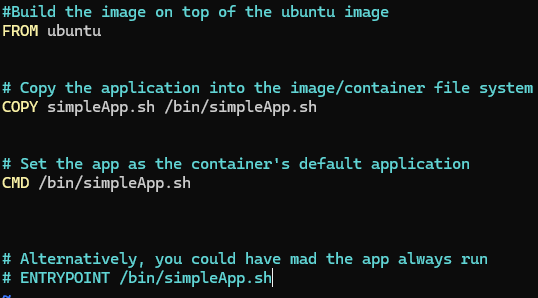 #Build the image on top of the ubuntu image
FROM ubuntu
# Copy the application into the image/container file system
COPY simpleApp.sh /bin/simpleApp.sh
# Set the app as the container's default application
CMD /bin/simpleApp.sh
# Alternatively, you could have mad the app always run
# ENTRYPOINT /bin/simpleApp.sh
~